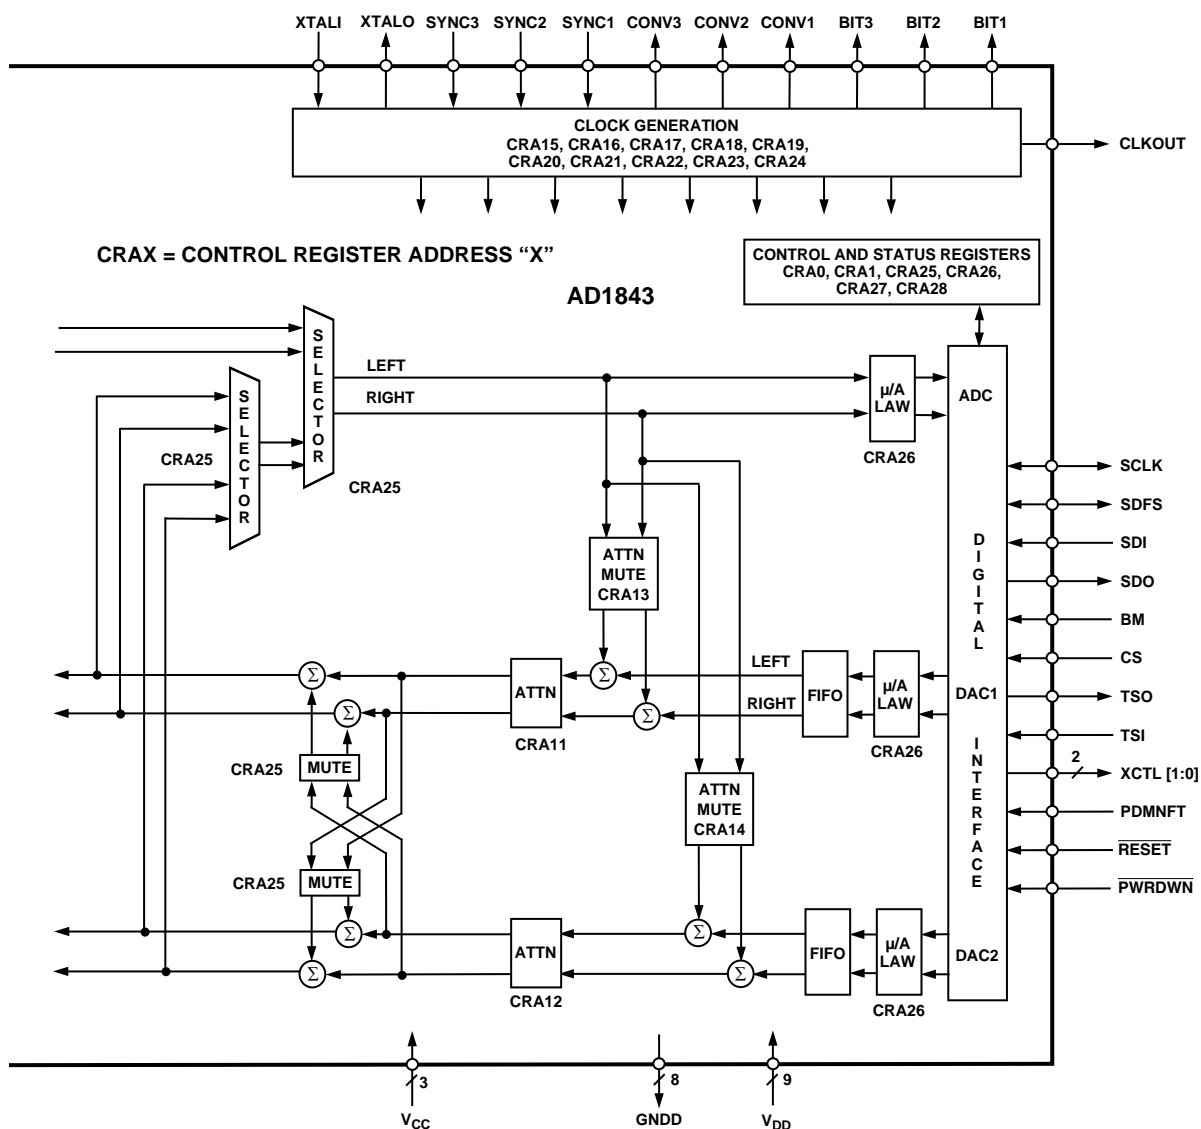 XTALI XTALO SYNC3 SYNC2 SYNC1 CONV3 CONV2 CONV1 BIT3 BIT2 BIT1
CLOCK GENERATION
CRA15, CRA16, CRA17, CRA18, CRA19,
CRA20, CRA21, CRA22, CRA23, CRA24
CLKOUT
CRAX = CONTROL REGISTER ADDRESS “X”
CONTROL AND STATUS REGISTERS
CRA0, CRA1, CRA25, CRA26,
CRA27, CRA28
AD1843
SELECTOR
CRA25
SELECTOR
CRA25
LEFT
RIGHT
µ/A
LAW
CRA26
ADC
DIGITAL
INTERFACE
DAC1
DAC2
SCLK
SDFS
SDI
SDO
BM
CS
TSO
TSI
2
XCTL [1:0]
PDMNFT
RESET
PWRDWN
ATTN
MUTE
CRA13
Σ
Σ
LEFT
RIGHT
FIFO
µ/A
LAW
CRA26
ATTN
CRA11
Σ
Σ
CRA25
MUTE
ATTN
MUTE
CRA14
CRA25
MUTE
Σ
Σ
ATTN
CRA12
Σ
Σ
FIFO
µ/A
LAW
CRA26
3
8
9
VCC
GNDD
VDD